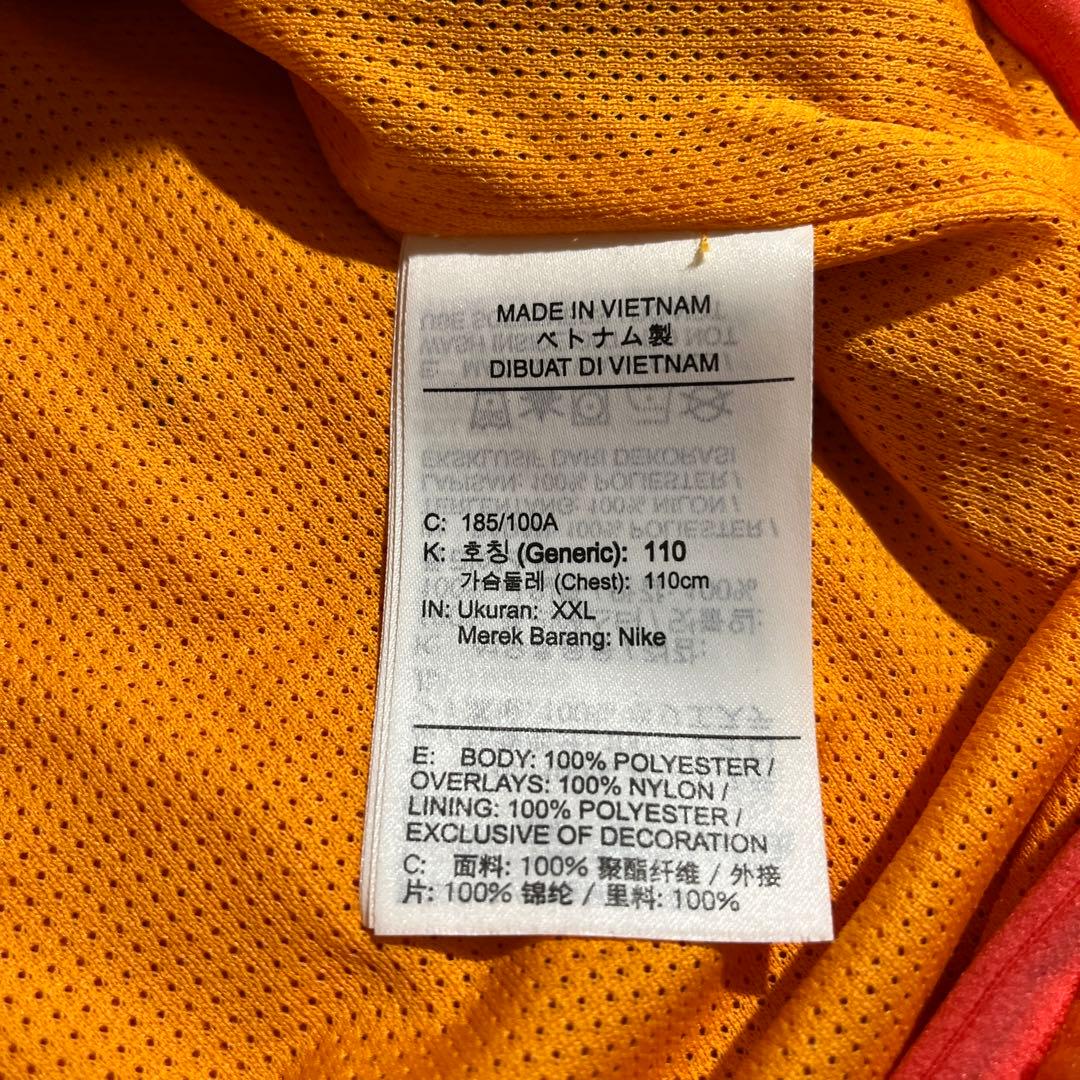 MADE IN VIETNAM
ベトナム製
DIBUAT DI VIETNAM
C: 185/100A
K: 호칭 (Generic): 110
가슴둘레 (Chest): 110cm
IN: Ukuran: XXL
Merek Barang: Nike
E: BODY: 100% POLYESTER /
OVERLAYS: 100% NYLON /
LINING: 100% POLYESTER /
EXCLUSIVE OF DECORATION
C: 面料: 100% 聚酯纤维 / 外接
片: 100% 锦纶 / 里料: 100%